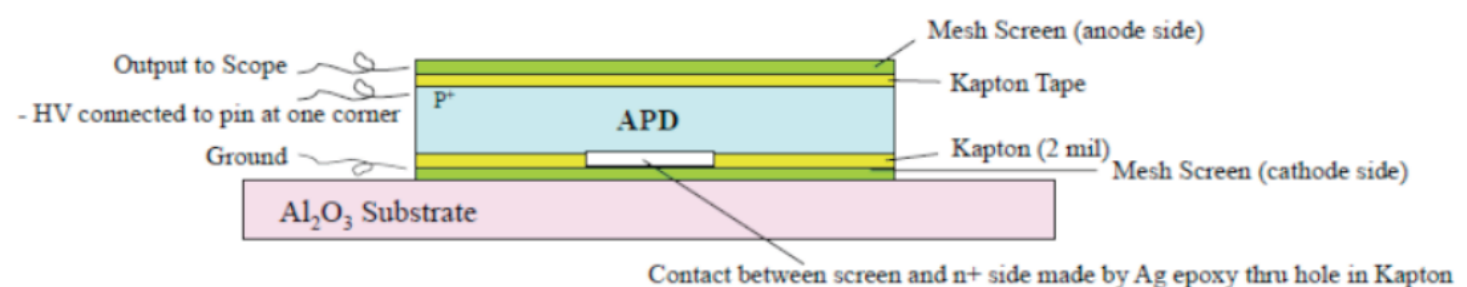 Mesh Screen (anode side)
Output to Scope
Kapton Tape
P+
- HV connected to pin at one corner
APD
Ground
Kapton (2 mil)
Mesh Screen (cathode side)
Al₂O₃ Substrate
Contact between screen and n+ side made by Ag epoxy thru hole in Kapton